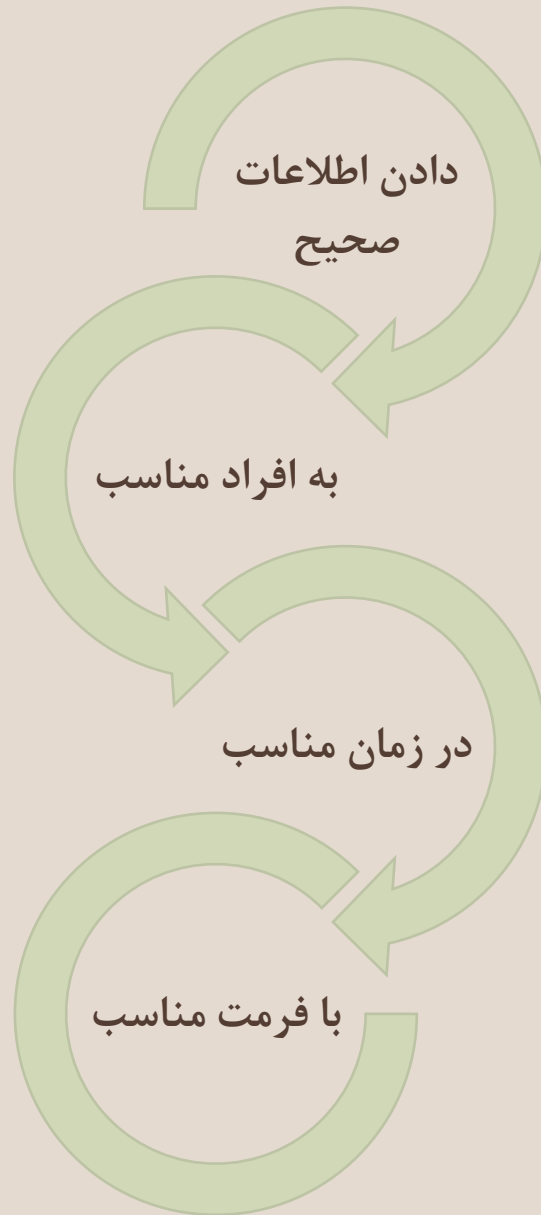 دادن اطلاعات
صحیح
به افراد مناسب
در زمان مناسب
با فرمت مناسب